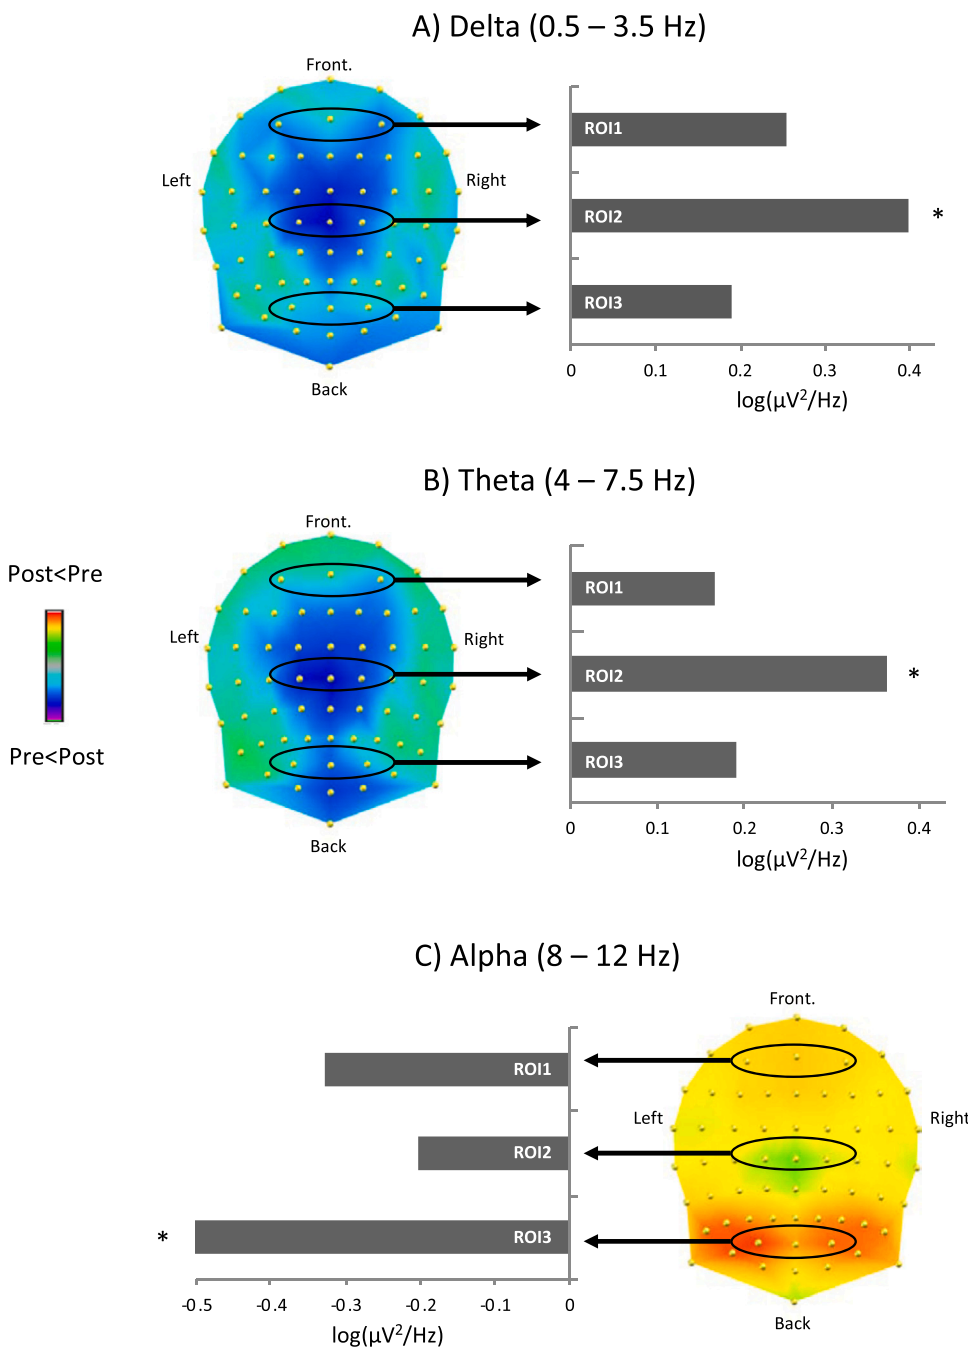 A) Delta (0.5 – 3.5 Hz)
Front.
Left
Right
Back
ROI1
ROI2
*
ROI3
0 0.1 0.2 0.3 0.4
log(µV²/Hz)
B) Theta (4 – 7.5 Hz)
Front.
Post<Pre
Left
Right
Pre<Post
Back
ROI1
ROI2
*
ROI3
0 0.1 0.2 0.3 0.4
log(µV²/Hz)
C) Alpha (8 – 12 Hz)
Front.
ROI1
Left
Right
ROI2
* ROI3
-0.5 -0.4 -0.3 -0.2 -0.1 0
log(µV²/Hz)
Back